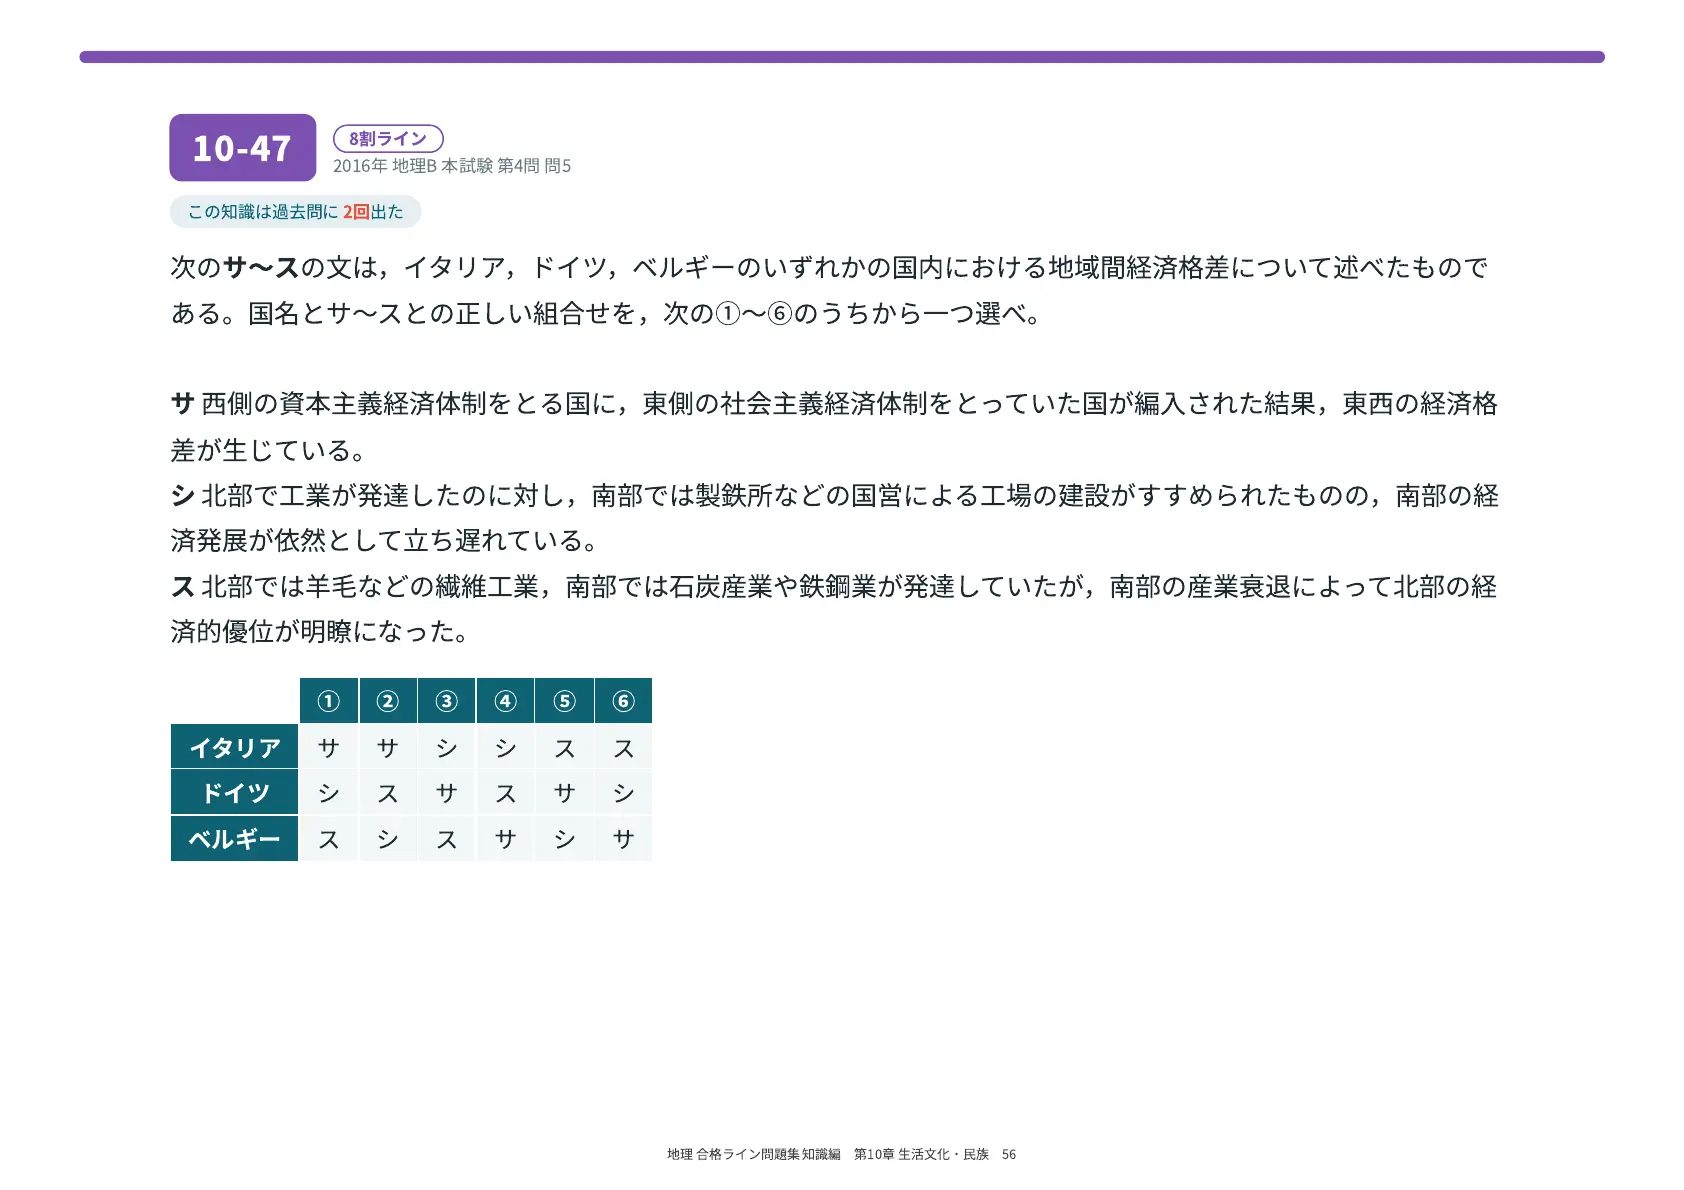 10-47
8割ライン
2016年 地理B 本試験 第4問 問5
この知識は過去問に 2回出た
次のサ～スの文は，イタリア，ドイツ，ベルギーのいずれかの国内における地域間経済格差について述べたもので
ある。国名とサ～スとの正しい組合せを，次の①～⑥のうちから一つ選べ。
サ 西側の資本主義経済体制をとる国に，東側の社会主義経済体制をとっていた国が編入された結果，東西の経済格
差が生じている。
シ 北部で工業が発達したのに対し，南部では製鉄所などの国営による工場の建設がすすめられたものの，南部の経
済発展が依然として立ち遅れている。
ス 北部では羊毛などの繊維工業，南部では石炭産業や鉄鋼業が発達していたが，南部の産業衰退によって北部の経
済的優位が明瞭になった。
① ② ③ ④ ⑤ ⑥
イタリア サ サ シ シ ス ス
ドイツ シ ス サ ス サ シ
ベルギー ス シ ス サ シ サ
地理 合格ライン問題集 知識編　第10章 生活文化・民族　56